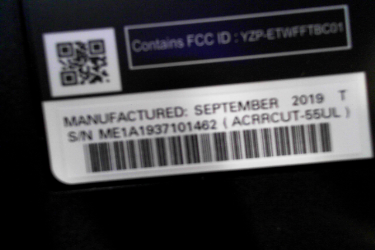 Contains FCC ID : YZP-ETWFFTBC01
MANUFACTURED: SEPTEMBER 2019 T
S/N ME1A1937101462 ( ACRRCUT-55UL )